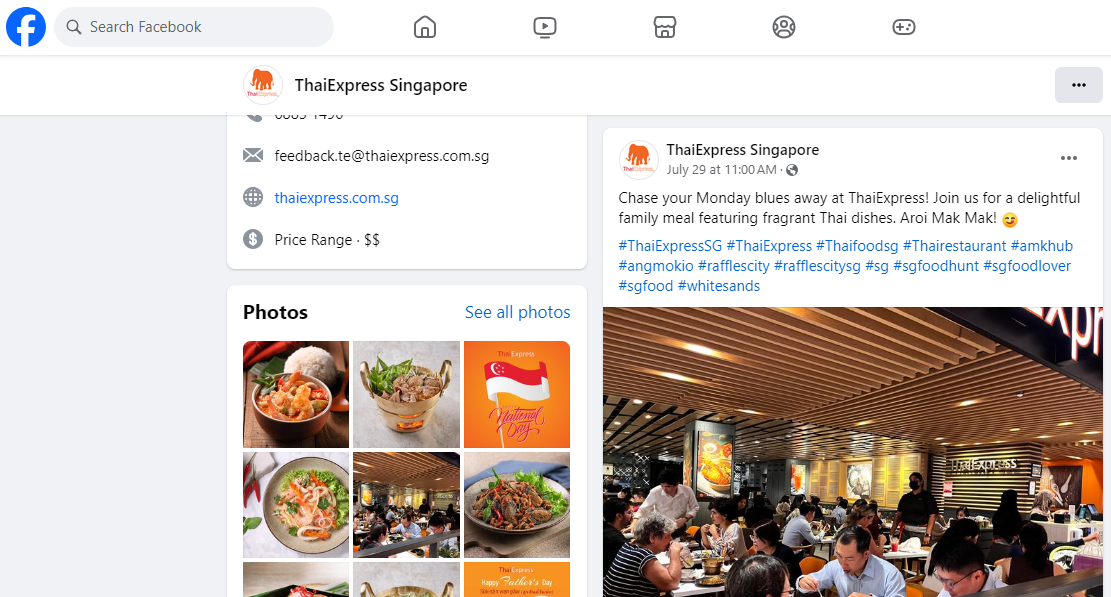 Search Facebook
ThaiExpress Singapore
feedback.te@thaiexpress.com.sg
thaiexpress.com.sg
Price Range · $$
Photos
See all photos
ThaiExpress
National
Day
ThaiExpress
Happy Father's Day
ThaiExpress Singapore
July 29 at 11:00 AM ·
Chase your Monday blues away at ThaiExpress! Join us for a delightful
family meal featuring fragrant Thai dishes. Aroi Mak Mak! 😋
#ThaiExpressSG #ThaiExpress #Thaifoodsg #Thairestaurant #amkhub
#angmokio #rafflescity #rafflescitysg #sg #sgfoodhunt #sgfoodlover
#sgfood #whitesands
ThaiExpress